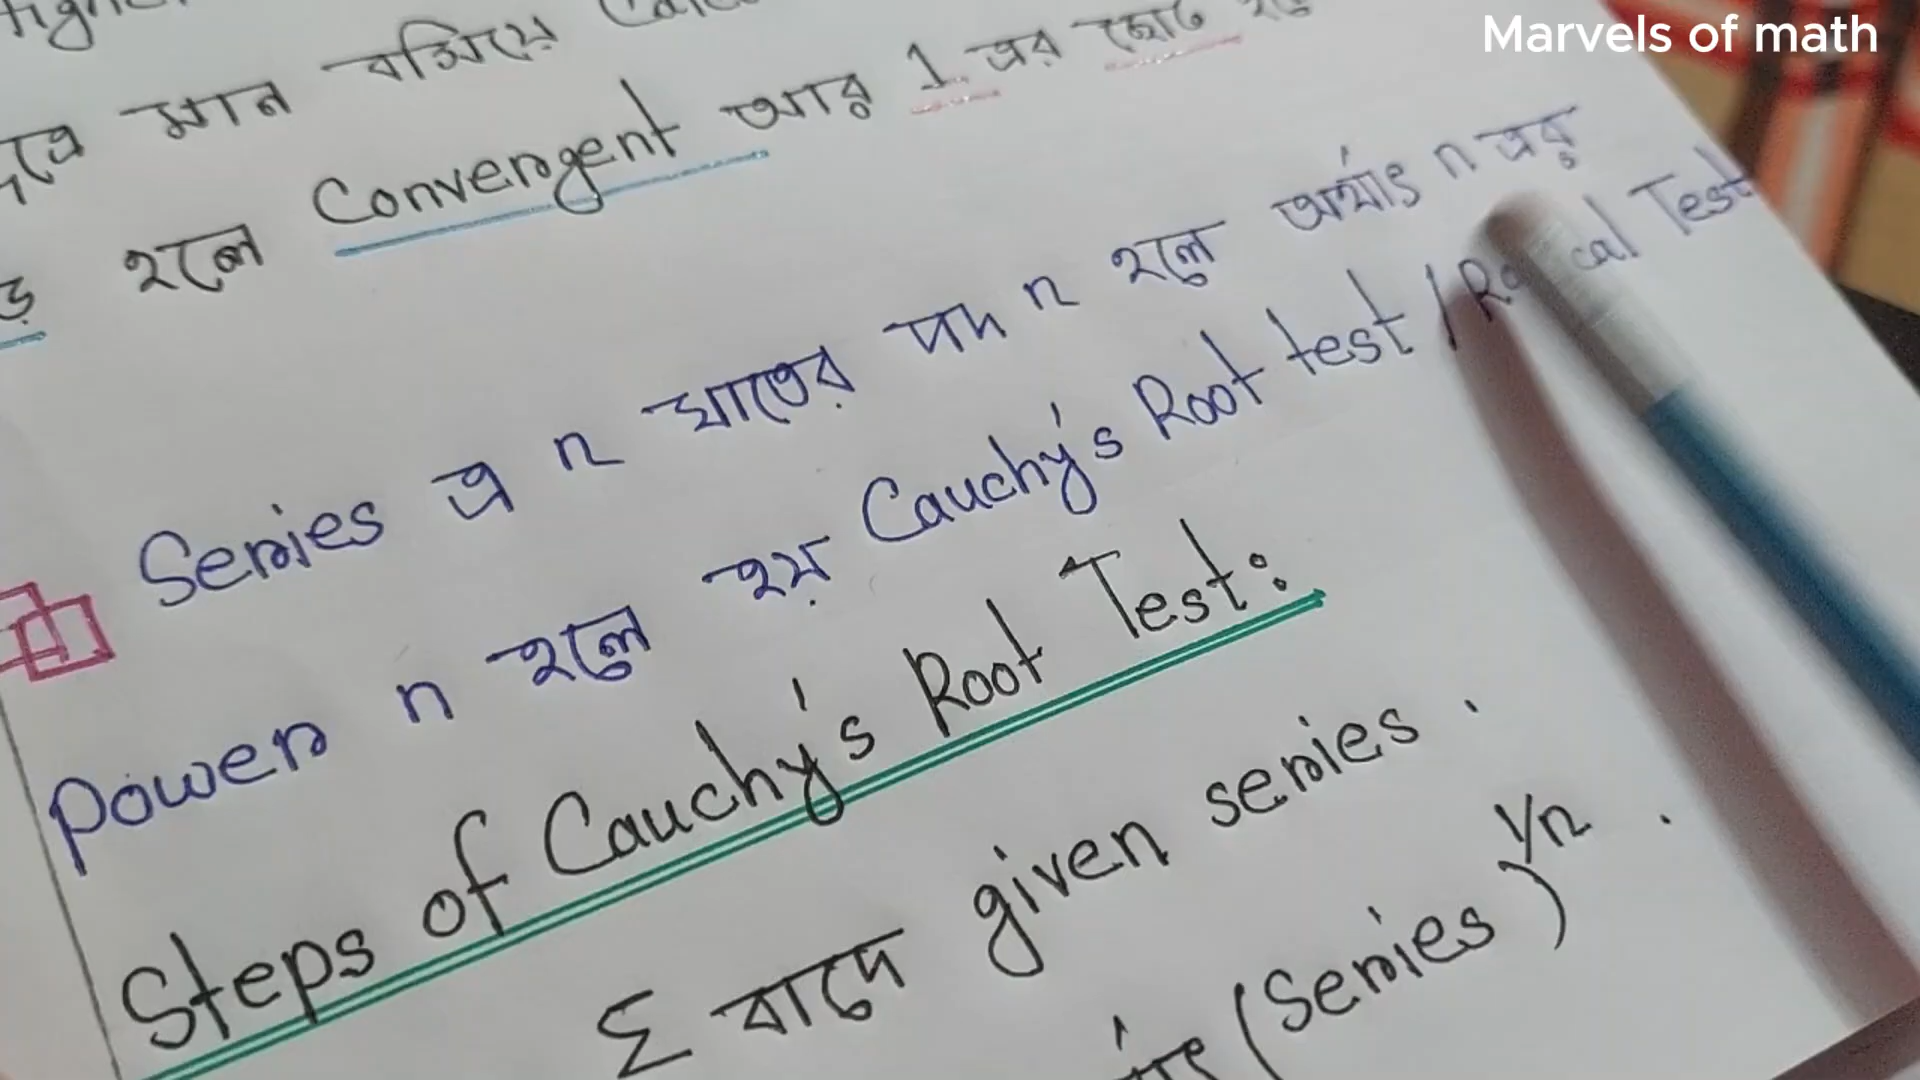 Marvels of math
মান বসিয়ে
হলে Convergent আর 1 এর ছোট
Series এ n ঘাতের পদ n হলে অর্থাৎ n এর
power n হলে হয় Cauchy's Root test / Radical Test
Steps of Cauchy's Root Test:
Σ বাদে given series.
(Series)^1/n .